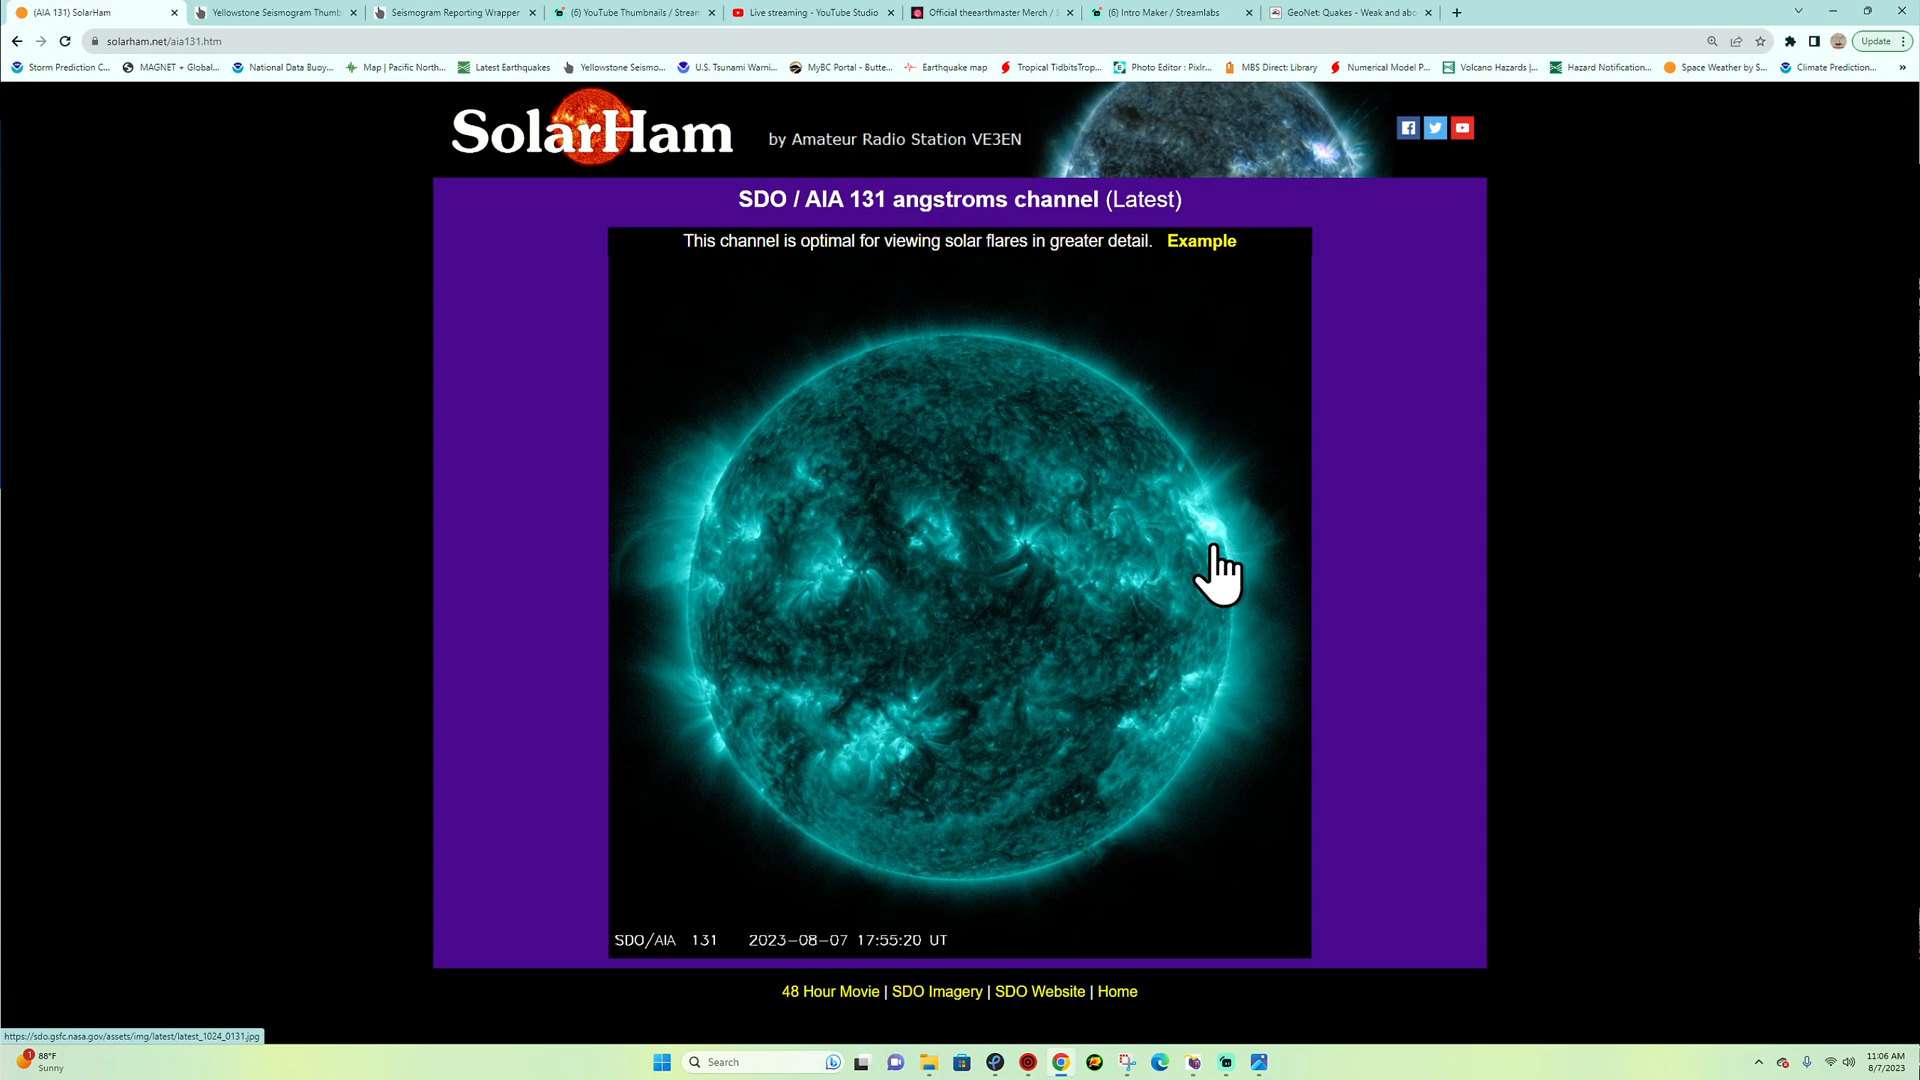 (AIA 131) SolarHam
Yellowstone Seismogram Thumb
Seismogram Reporting Wrapper
(6) YouTube Thumbnails / Stream
Live streaming - YouTube Studio
Official theearthmaster Merch /
(6) Intro Maker / Streamlabs
GeoNet: Quakes - Weak and abo
solarham.net/aia131.htm
Update
Storm Prediction C...
MAGNET + Global...
National Data Buoy...
Map | Pacific North...
Latest Earthquakes
Yellowstone Seismo...
U.S. Tsunami Warni...
MyBC Portal - Butte...
Earthquake map
Tropical TidbitsTrop...
Photo Editor : Pixlr...
MBS Direct: Library
Numerical Model P...
Volcano Hazards |...
Hazard Notification...
Space Weather by S...
Climate Prediction...
»
SolarHam
by Amateur Radio Station VE3EN
SDO / AIA 131 angstroms channel (Latest)
This channel is optimal for viewing solar flares in greater detail. Example
SDO/AIA 131 2023-08-07 17:55:20 UT
48 Hour Movie | SDO Imagery | SDO Website | Home
https://sdo.gsfc.nasa.gov/assets/img/latest/latest_1024_0131.jpg
1
88°F
Sunny
Search
11:06 AM
8/7/2023